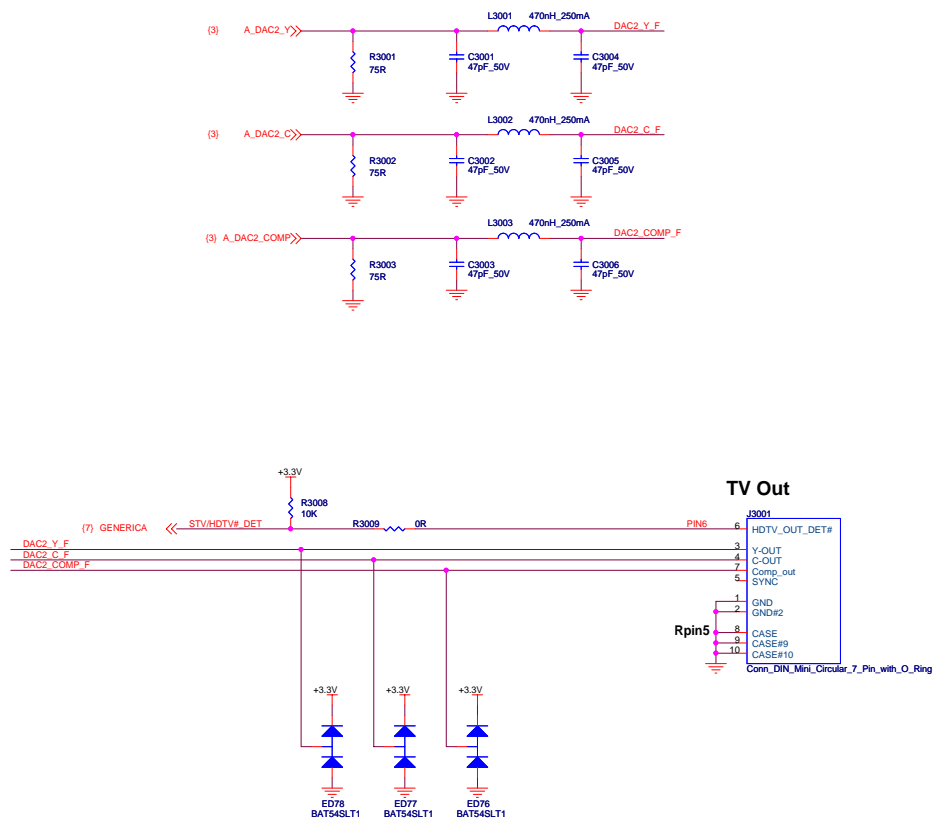 L3001 470nH_250mA
{3} A_DAC2_Y DAC2_Y_F
R3001
75R
C3001
47pF_50V
C3004
47pF_50V
L3002 470nH_250mA
{3} A_DAC2_C DAC2_C_F
R3002
75R
C3002
47pF_50V
C3005
47pF_50V
L3003 470nH_250mA
{3} A_DAC2_COMP DAC2_COMP_F
R3003
75R
C3003
47pF_50V
C3006
47pF_50V
+3.3V
R3008
10K
TV Out
J3001
{7} GENERICA STV/HDTV#_DET R3009 0R PIN6 6 HDTV_OUT_DET#
DAC2_Y_F 3 Y-OUT
DAC2_C_F 4 C-OUT
DAC2_COMP_F 7 Comp_out
5 SYNC
1 GND
2 GND#2
Rpin5 8 CASE
9 CASE#9
10 CASE#10
Conn_DIN_Mini_Circular_7_Pin_with_O_Ring
+3.3V +3.3V +3.3V
ED78 ED77 ED76
BAT54SLT1 BAT54SLT1 BAT54SLT1